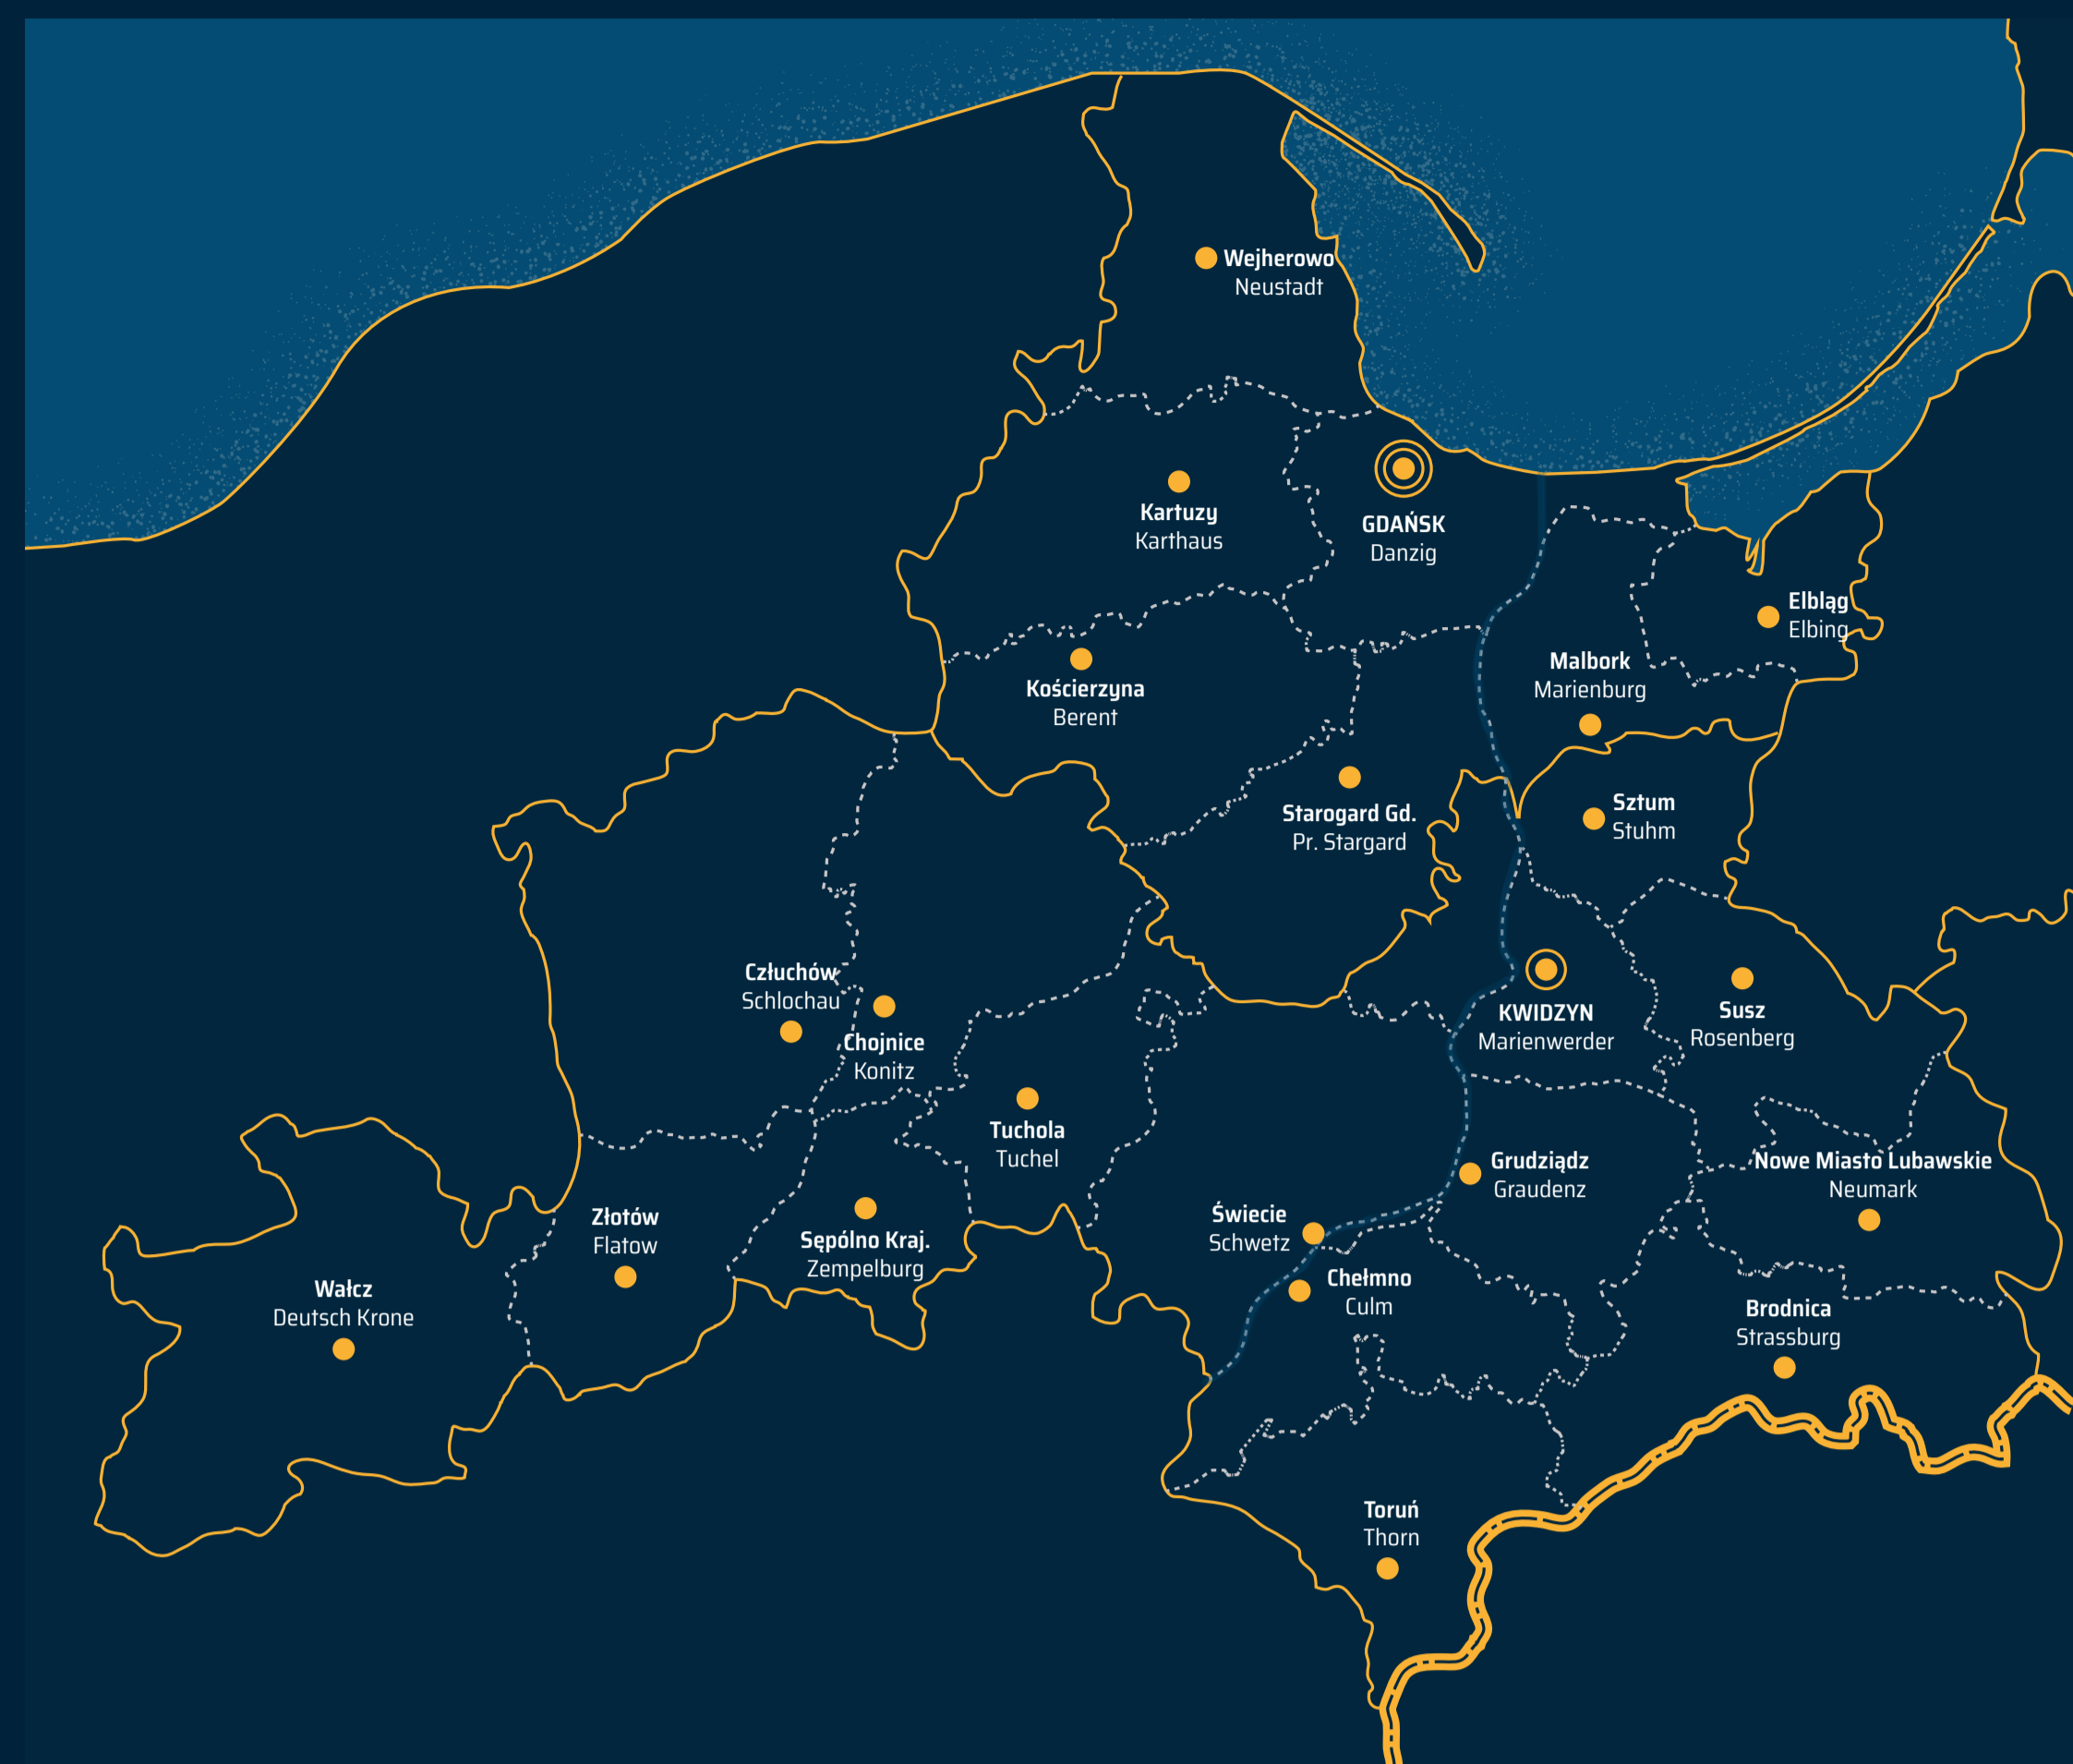 Wejherowo
Neustadt
Kartuzy
Karthaus
GDAŃSK
Danzig
Elbląg
Elbing
Kościerzyna
Berent
Malbork
Marienburg
Starogard Gd.
Pr. Stargard
Sztum
Stuhm
Człuchów
Schlochau
Chojnice
Konitz
KWIDZYN
Marienwerder
Susz
Rosenberg
Tuchola
Tuchel
Grudziądz
Graudenz
Nowe Miasto Lubawskie
Neumark
Złotów
Flatow
Sępólno Kraj.
Zempelburg
Świecie
Schwetz
Wałcz
Deutsch Krone
Chełmno
Culm
Brodnica
Strassburg
Toruń
Thorn